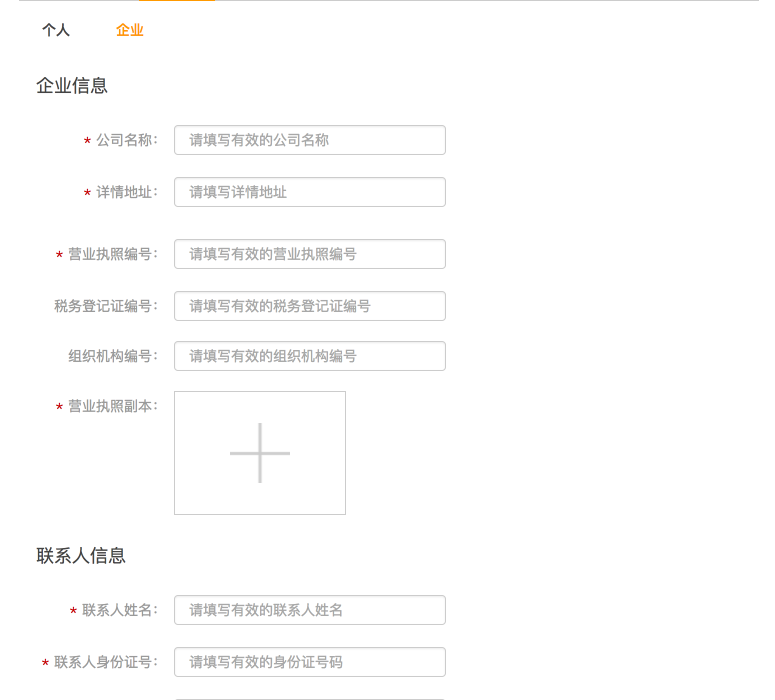 个人 企业
企业信息
* 公司名称: 请填写有效的公司名称
* 详情地址: 请填写详情地址
* 营业执照编号: 请填写有效的营业执照编号
税务登记证编号: 请填写有效的税务登记证编号
组织机构编号: 请填写有效的组织机构编号
* 营业执照副本:
联系人信息
* 联系人姓名: 请填写有效的联系人姓名
* 联系人身份证号: 请填写有效的身份证号码